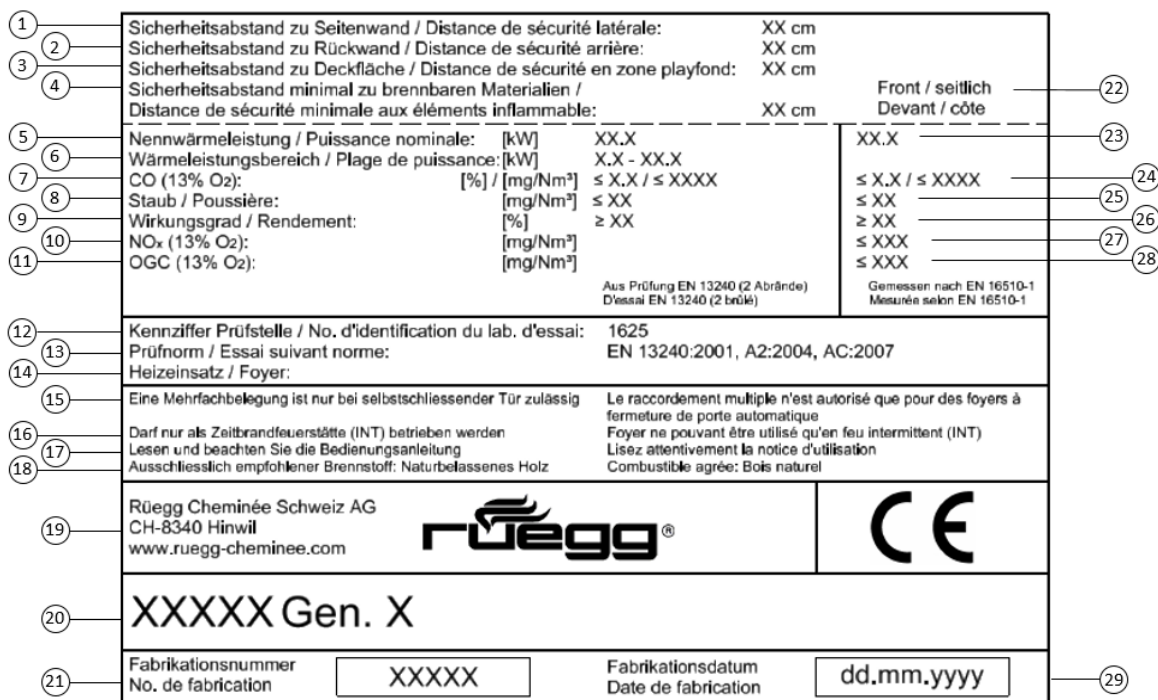 1 Sicherheitsabstand zu Seitenwand / Distance de sécurité latérale: XX cm
2 Sicherheitsabstand zu Rückwand / Distance de sécurité arrière: XX cm
3 Sicherheitsabstand zu Deckfläche / Distance de sécurité en zone playfond: XX cm
4 Sicherheitsabstand minimal zu brennbaren Materialien / Front / seitlich 22
Distance de sécurité minimale aux éléments inflammable: XX cm Devant / côte
5 Nennwärmeleistung / Puissance nominale: [kW] XX.X XX.X 23
6 Wärmeleistungsbereich / Plage de puissance: [kW] X.X - XX.X
7 CO (13% O2): [%] / [mg/Nm³] ≤ X.X / ≤ XXXX ≤ X.X / ≤ XXXX 24
8 Staub / Poussière: [mg/Nm³] ≤ XX ≤ XX 25
9 Wirkungsgrad / Rendement: [%] ≥ XX ≥ XX 26
10 NOx (13% O2): [mg/Nm³] ≤ XXX 27
11 OGC (13% O2): [mg/Nm³] ≤ XXX 28
Aus Prüfung EN 13240 (2 Abrände) Gemessen nach EN 16510-1
D'essai EN 13240 (2 brûlé) Mesurée selon EN 16510-1
12 Kennziffer Prüfstelle / No. d'identification du lab. d'essai: 1625
13 Prüfnorm / Essai suivant norme: EN 13240:2001, A2:2004, AC:2007
14 Heizeinsatz / Foyer:
15 Eine Mehrfachbelegung ist nur bei selbstschliessender Tür zulässig Le raccordement multiple n'est autorisé que pour des foyers à
fermeture de porte automatique
16 Darf nur als Zeitbrandfeuerstätte (INT) betrieben werden Foyer ne pouvant être utilisé qu'en feu intermittent (INT)
17 Lesen und beachten Sie die Bedienungsanleitung Lisez attentivement la notice d'utilisation
18 Ausschliesslich empfohlener Brennstoff: Naturbelassenes Holz Combustible agrée: Bois naturel
Rüegg Cheminée Schweiz AG
19 CH-8340 Hinwil rüegg® CE
www.ruegg-cheminee.com
20 XXXXX Gen. X
Fabrikationsnummer XXXXX Fabrikationsdatum dd.mm.yyyy
21 No. de fabrication Date de fabrication 29